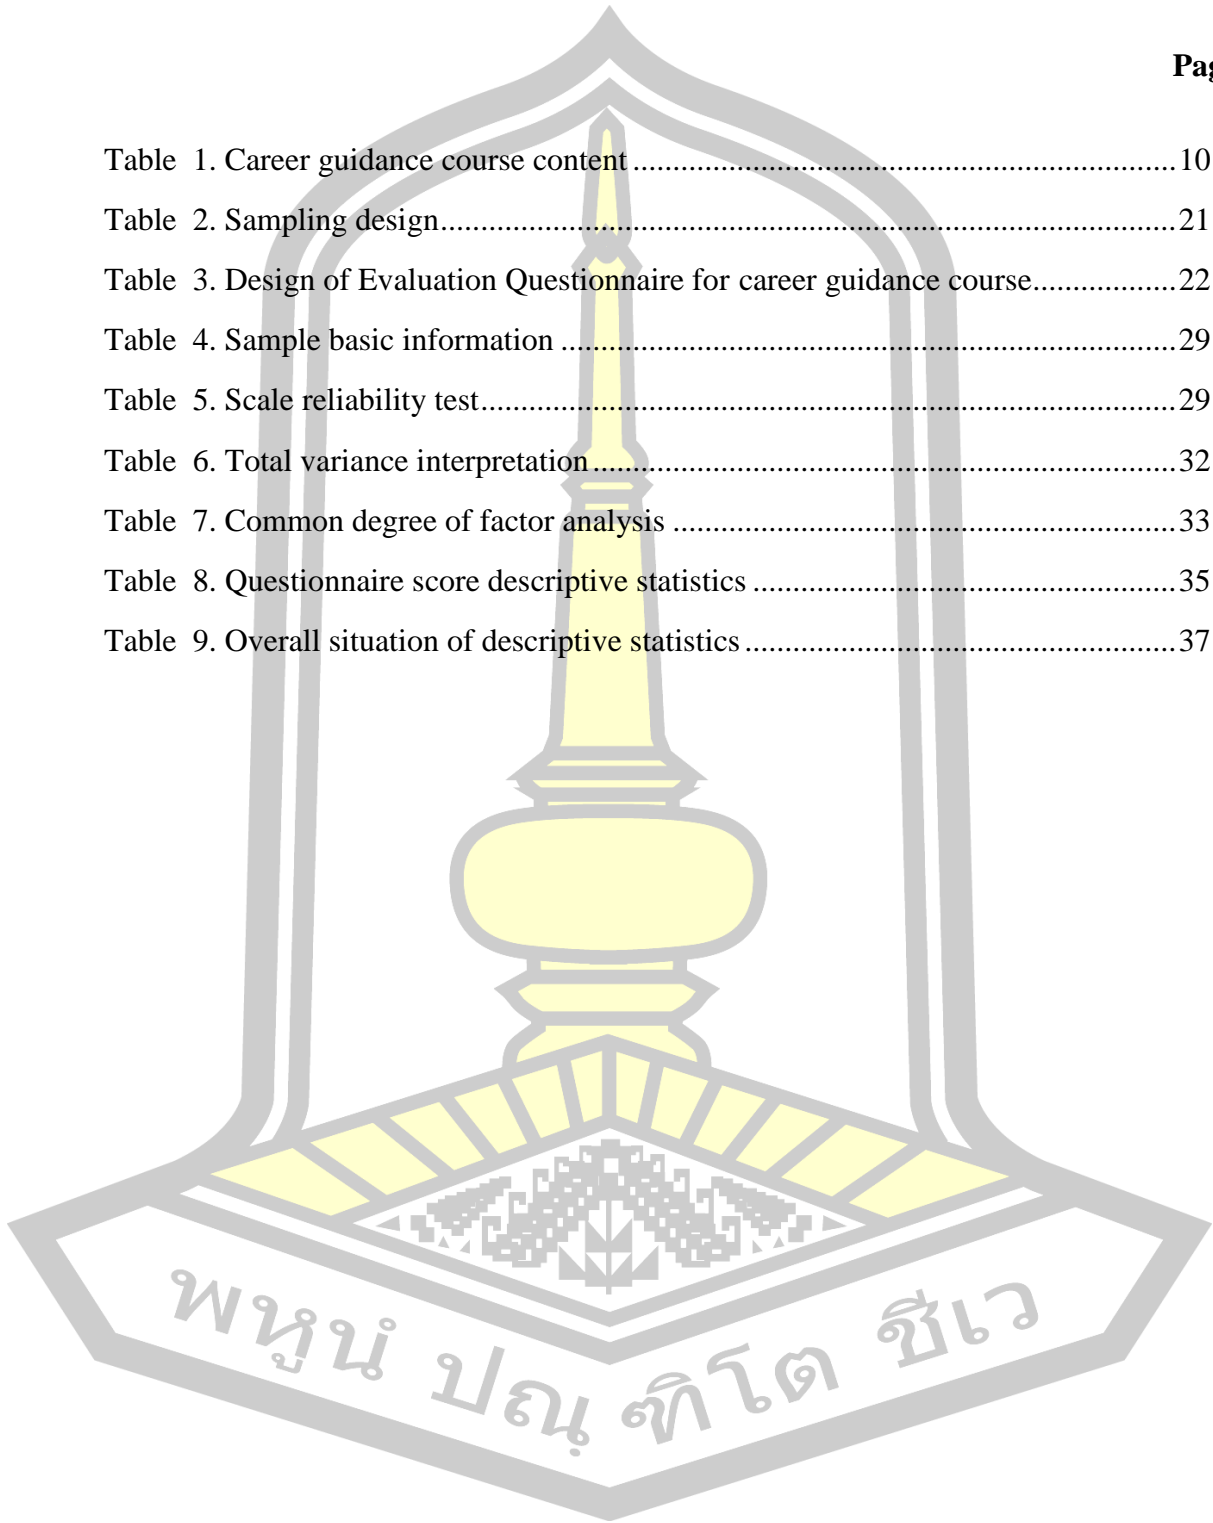 Pag
Table 1. Career guidance course content ........................................................................10
Table 2. Sampling design.................................................................................................21
Table 3. Design of Evaluation Questionnaire for career guidance course..................22
Table 4. Sample basic information ..................................................................................29
Table 5. Scale reliability test............................................................................................29
Table 6. Total variance interpretation..............................................................................32
Table 7. Common degree of factor analysis ...................................................................33
Table 8. Questionnaire score descriptive statistics ........................................................35
Table 9. Overall situation of descriptive statistics .........................................................37
พหูนํ ปณฺ ฑิโต ชีเว